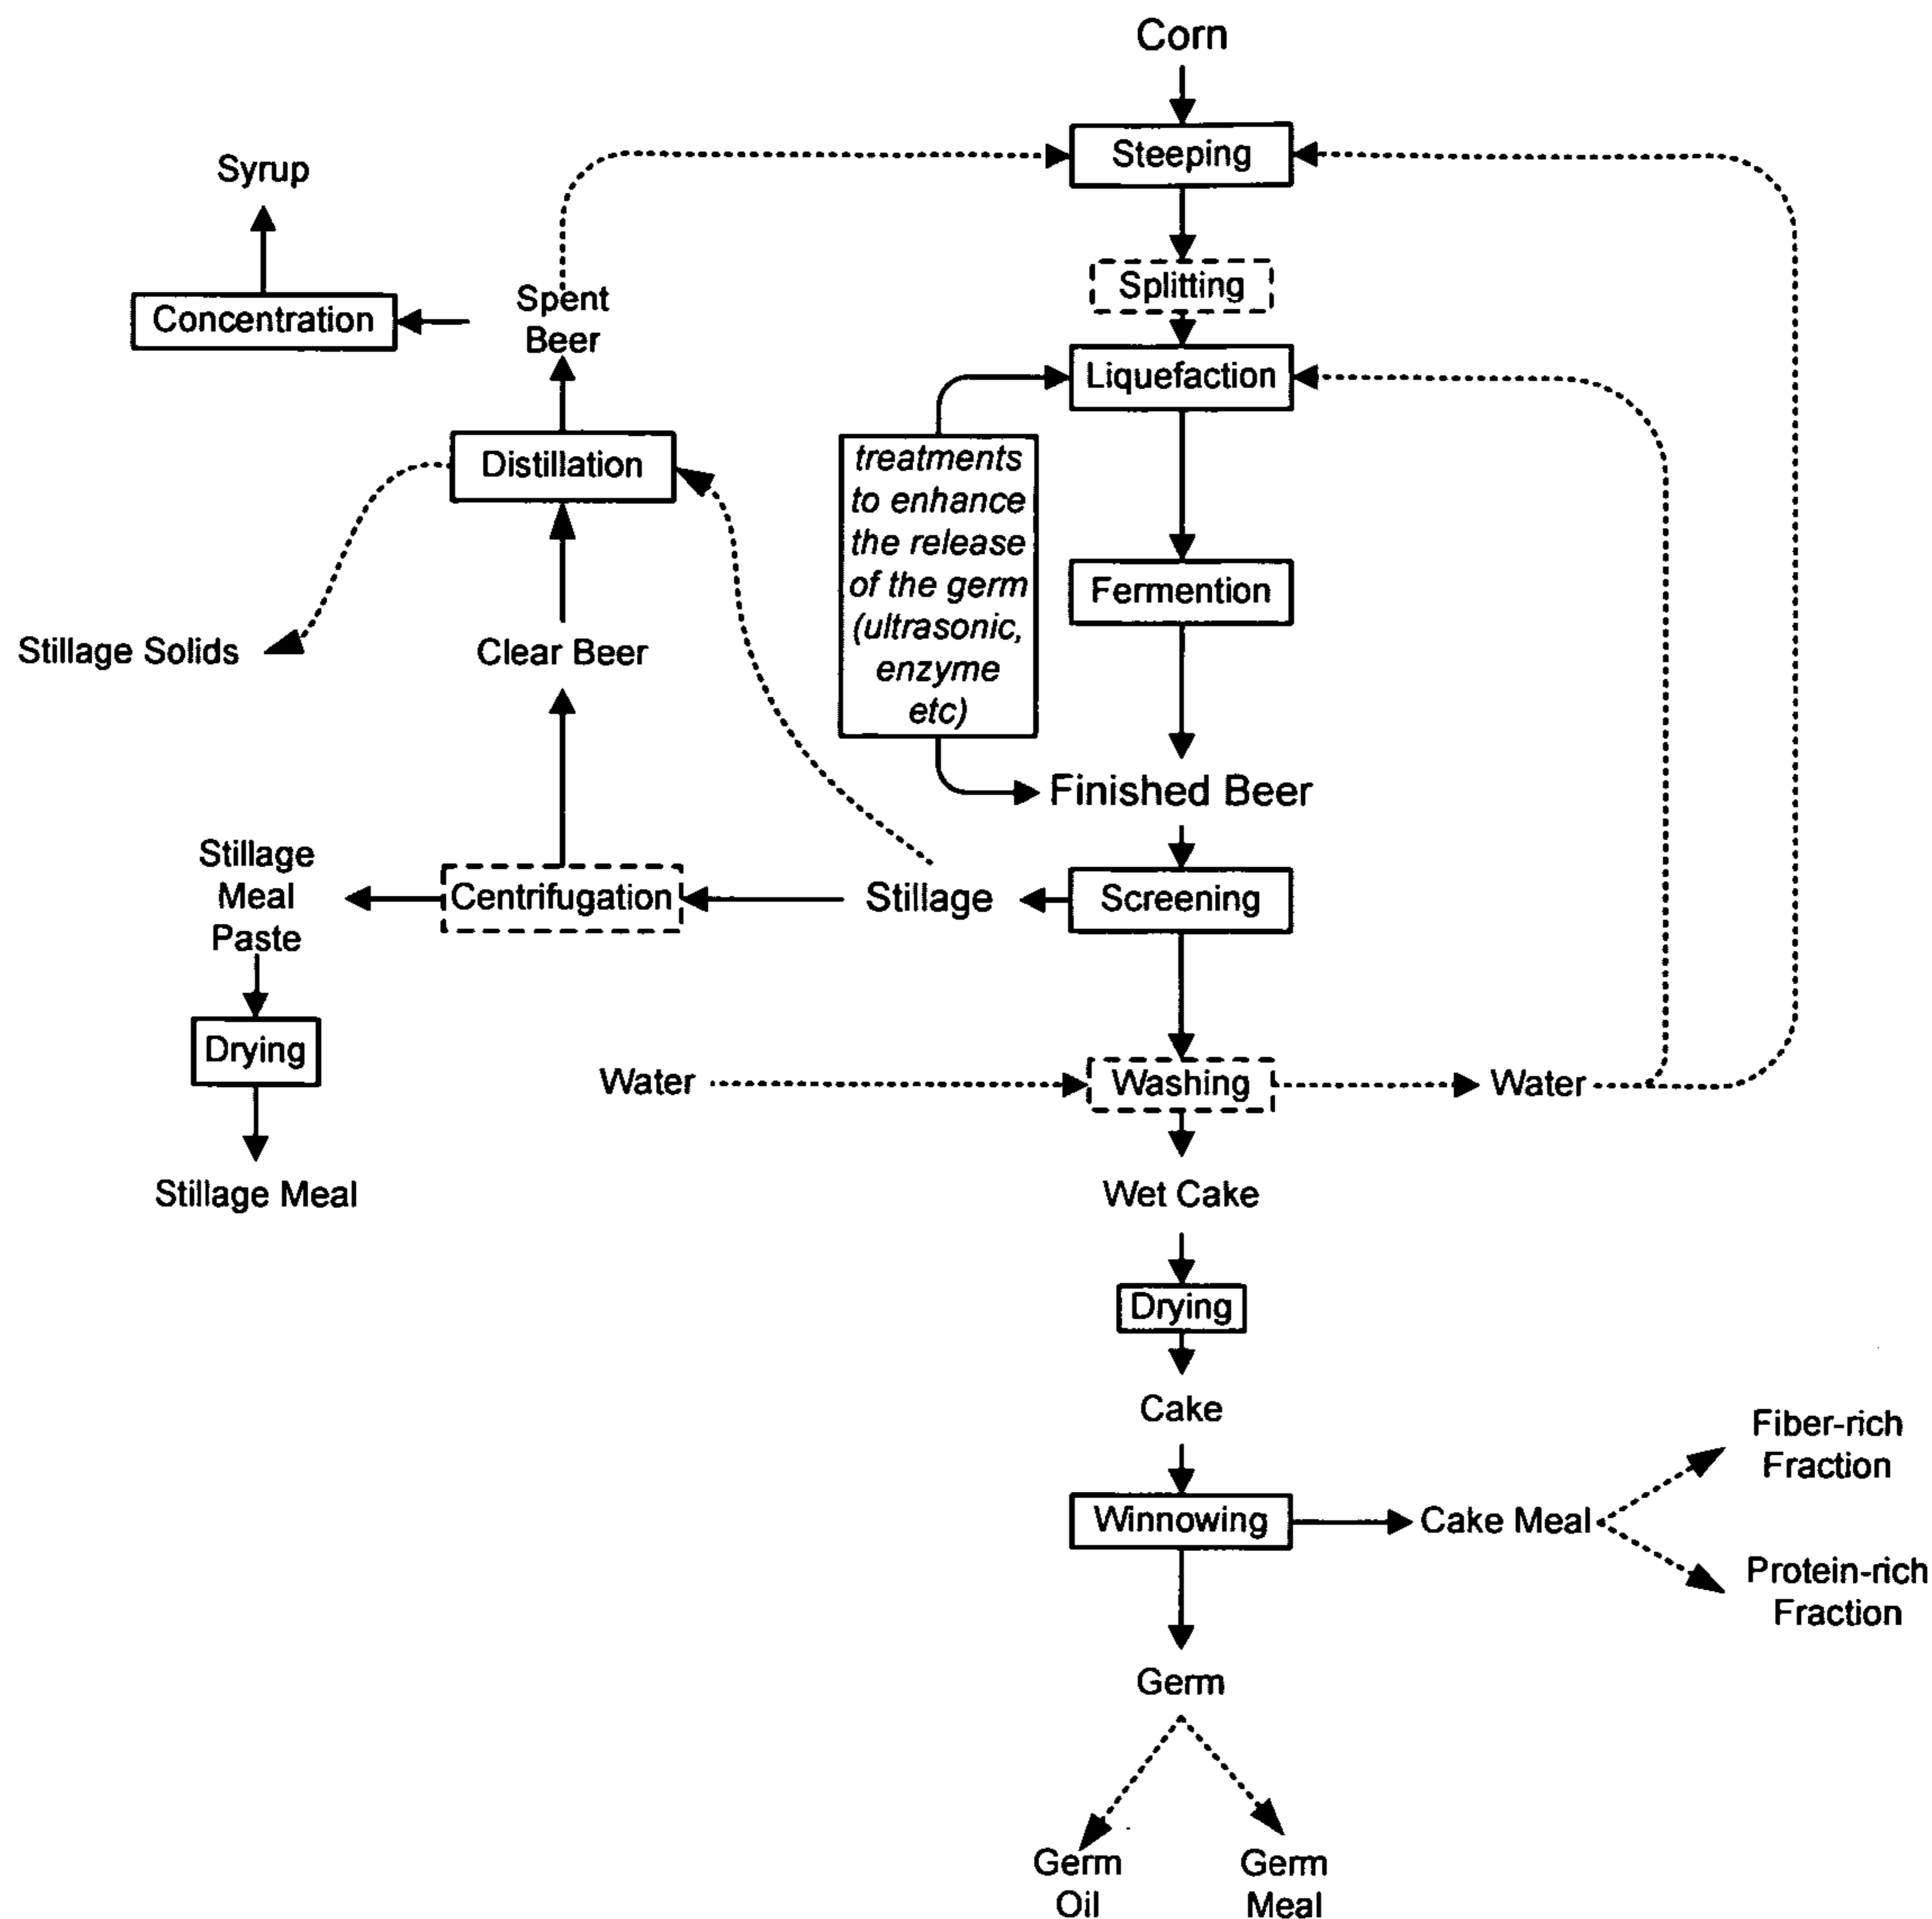 Corn
Steeping
Syrup
Splitting
Spent
Beer
Concentration
Liquefaction
Distillation
treatments
to enhance
the release
of the germ
(ultrasonic,
enzyme
etc)
Fermention
Stillage Solids
Clear Beer
Finished Beer
Stillage
Meal
Paste
Centrifugation
Stillage
Screening
Drying
Water
Washing
Water
Stillage Meal
Wet Cake
Drying
Cake
Fiber-rich
Fraction
Winnowing
Cake Meal
Protein-rich
Fraction
Germ
Germ
Oil
Germ
Meal